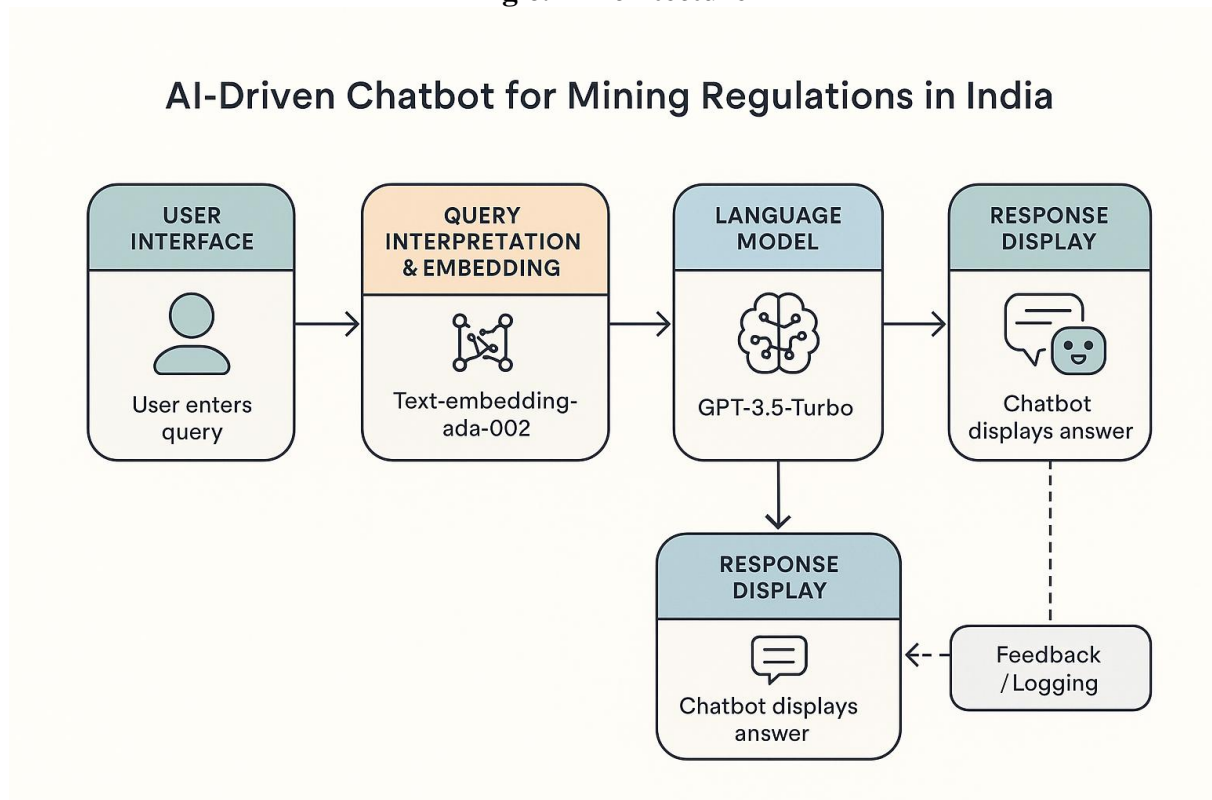 AI-Driven Chatbot for Mining Regulations in India
USER
INTERFACE
User enters
query
QUERY
INTERPRETATION
& EMBEDDING
Text-embedding-
ada-002
LANGUAGE
MODEL
GPT-3.5-Turbo
RESPONSE
DISPLAY
Chatbot
displays answer
RESPONSE
DISPLAY
Chatbot displays
answer
Feedback
/Logging